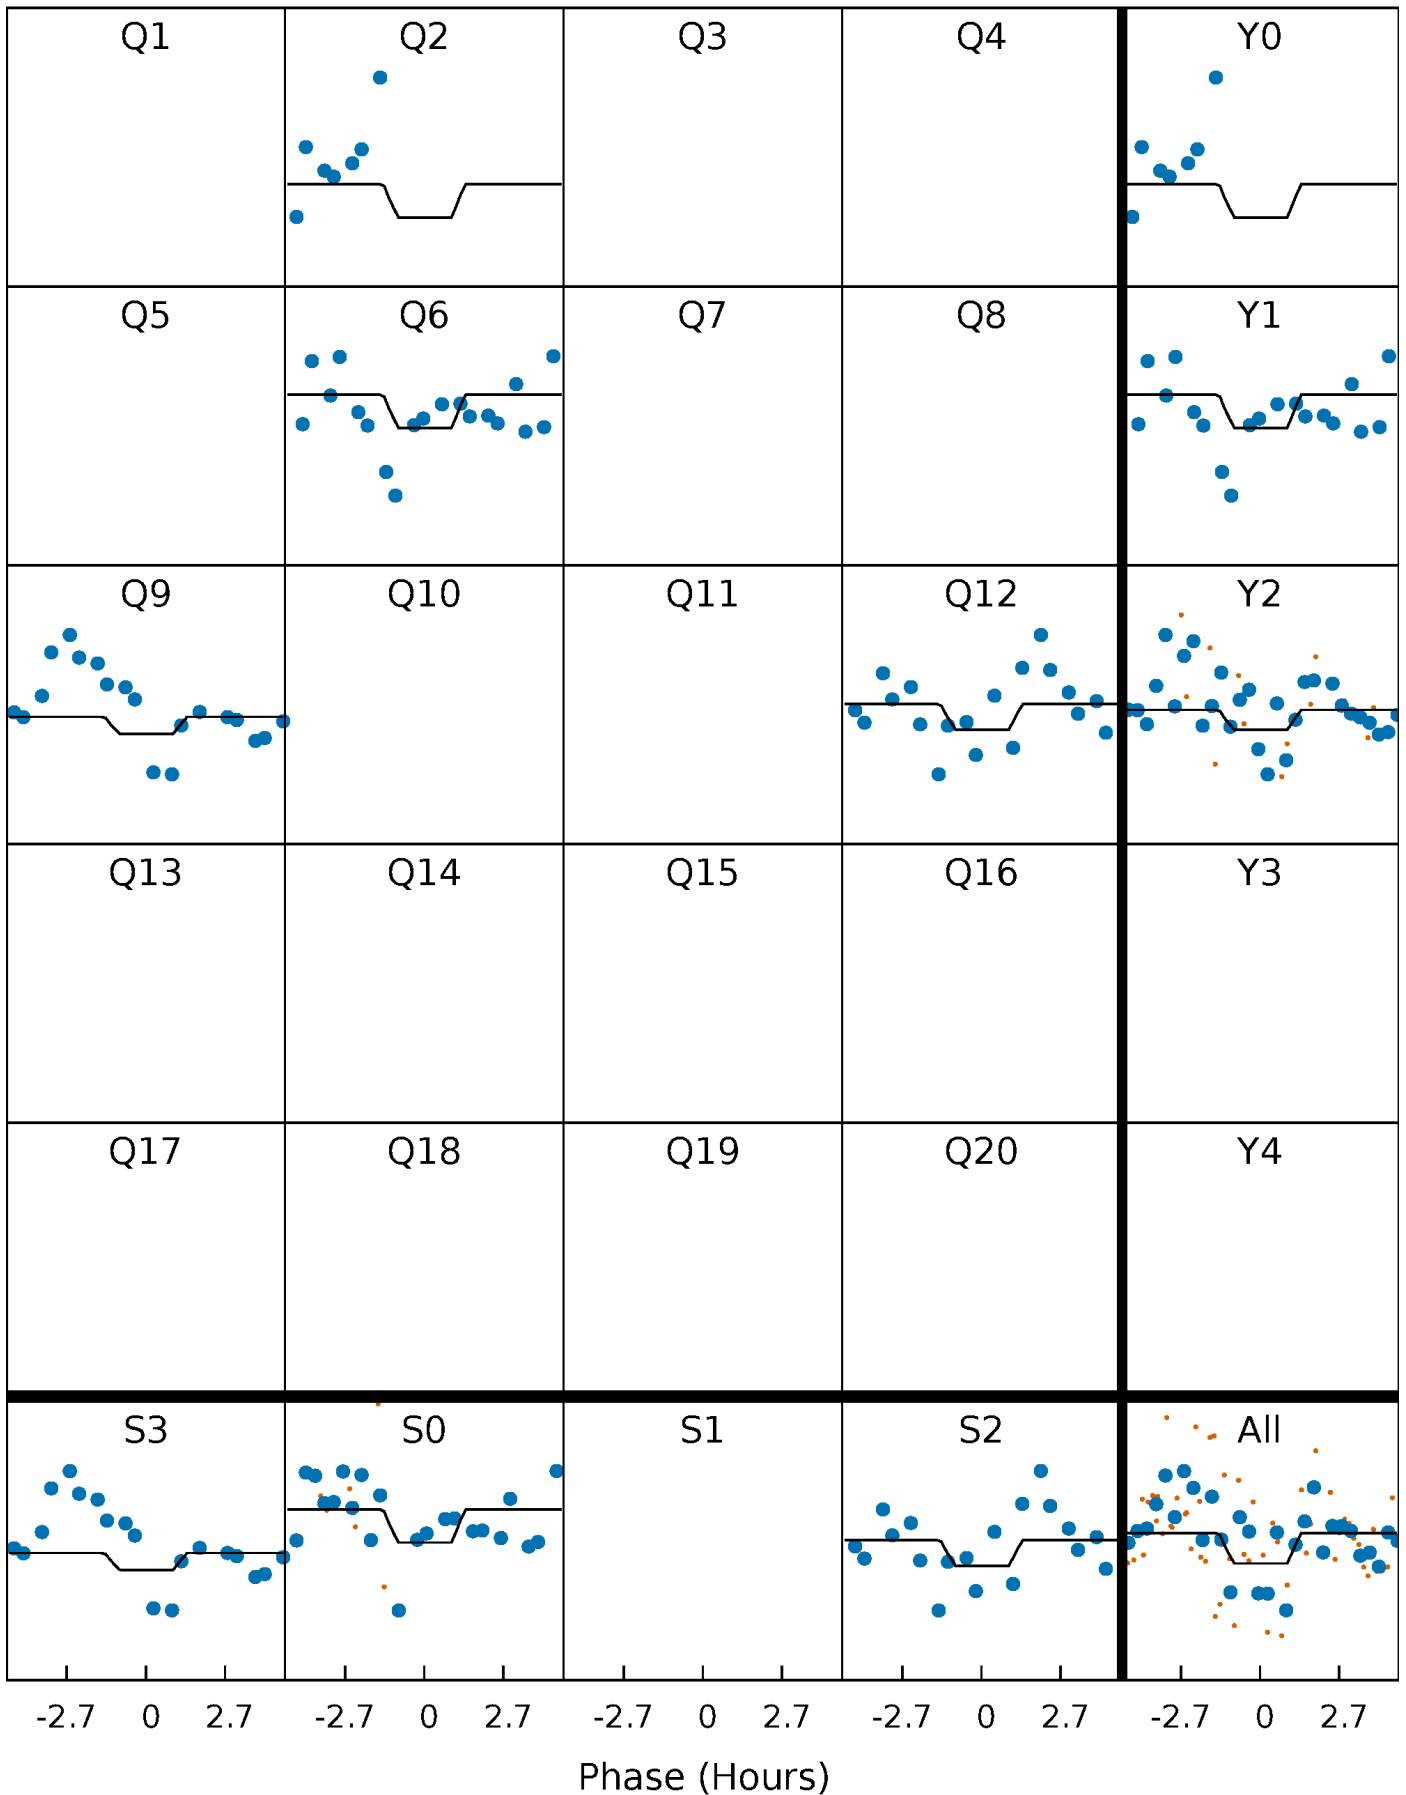 Q1 Q2 Q3 Q4 Y0
Q5 Q6 Q7 Q8 Y1
Q9 Q10 Q11 Q12 Y2
Q13 Q14 Q15 Q16 Y3
Q17 Q18 Q19 Q20 Y4
S3 S0 S1 S2 All
-2.7 0 2.7 -2.7 0 2.7 -2.7 0 2.7 -2.7 0 2.7 -2.7 0 2.7
Phase (Hours)